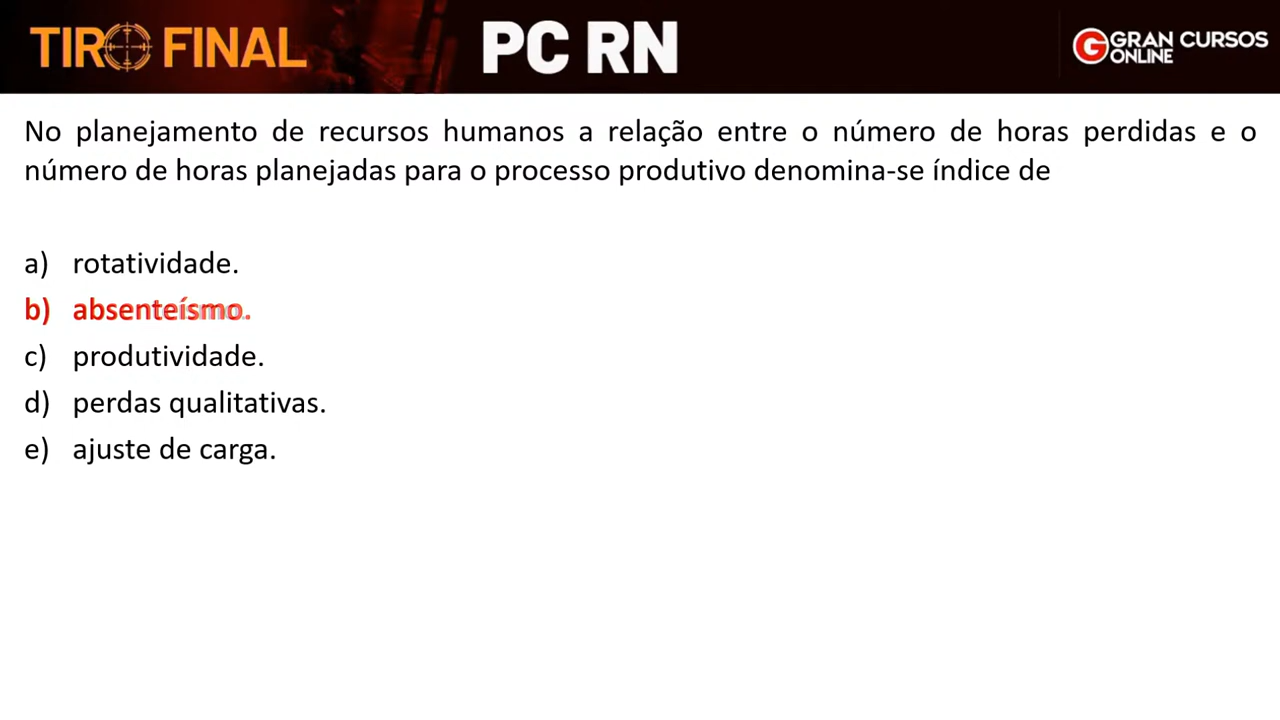 TIRO FINAL
PC RN
GRAN CURSOS
ONLINE
No planejamento de recursos humanos a relação entre o número de horas perdidas e o
número de horas planejadas para o processo produtivo denomina-se índice de
a) rotatividade.
b) absenteísmo.
c) produtividade.
d) perdas qualitativas.
e) ajuste de carga.